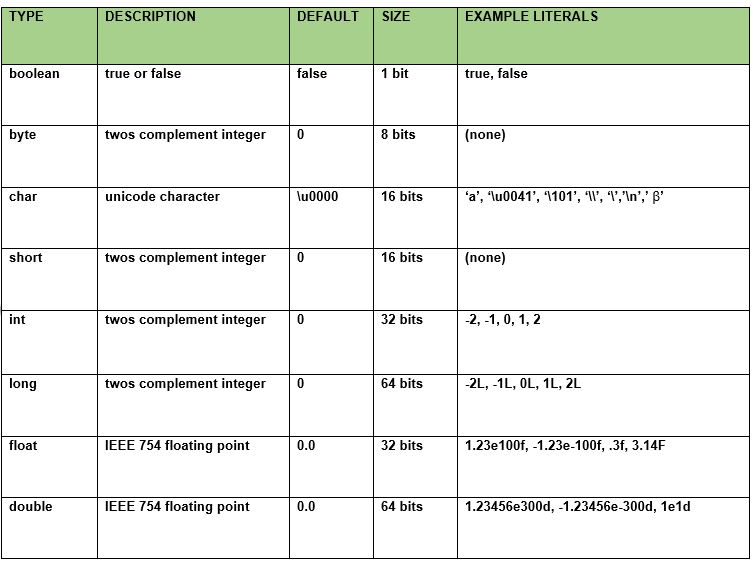 TYPE DESCRIPTION DEFAULT SIZE EXAMPLE LITERALS
boolean true or false false 1 bit true, false
byte twos complement integer 0 8 bits (none)
char unicode character \u0000 16 bits ‘a’, ‘\u0041’, ‘\101’, ‘\\’, ‘\’,’\n’,’ β’
short twos complement integer 0 16 bits (none)
int twos complement integer 0 32 bits -2, -1, 0, 1, 2
long twos complement integer 0 64 bits -2L, -1L, 0L, 1L, 2L
float IEEE 754 floating point 0.0 32 bits 1.23e100f, -1.23e-100f, .3f, 3.14F
double IEEE 754 floating point 0.0 64 bits 1.23456e300d, -1.23456e-300d, 1e1d